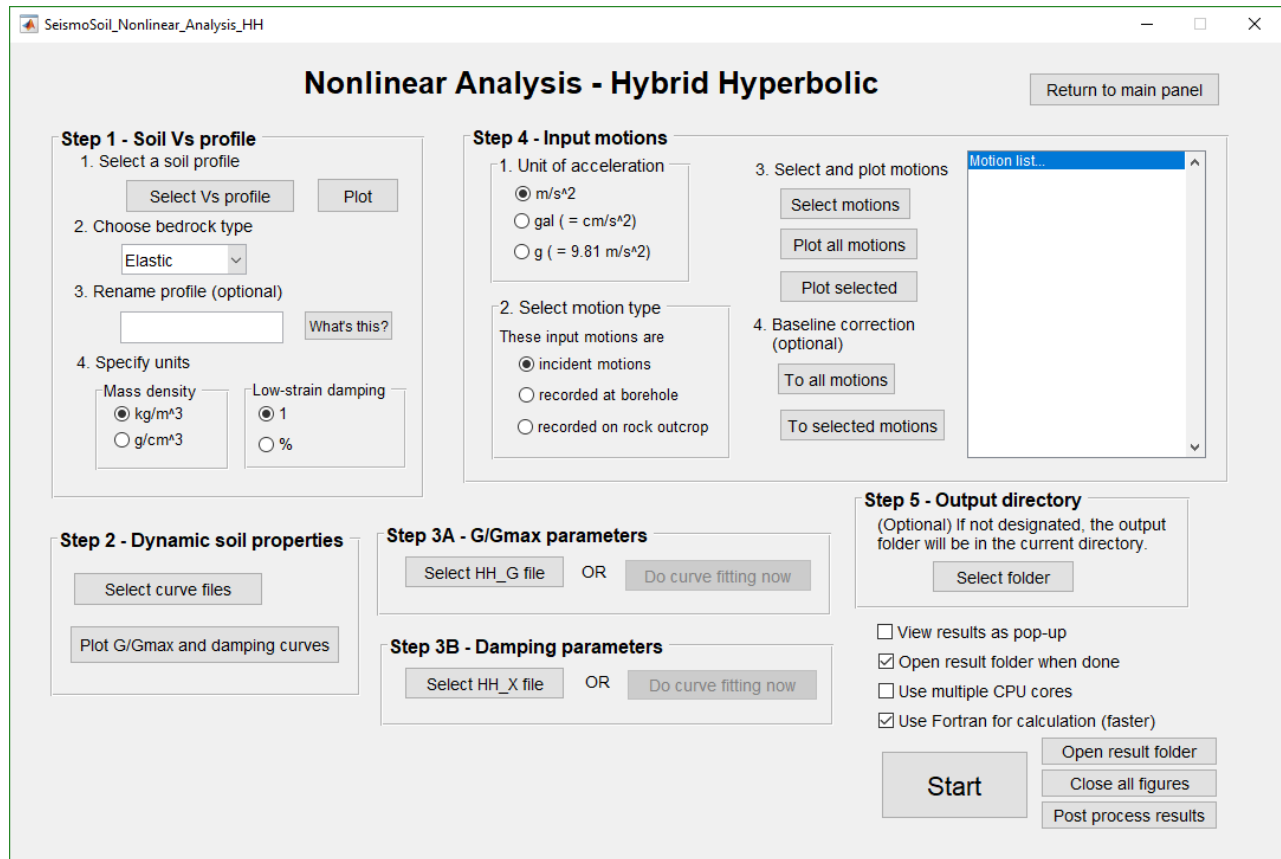 SeismoSoil_Nonlinear_Analysis_HH
Nonlinear Analysis - Hybrid Hyperbolic
Return to main panel
Step 1 - Soil Vs profile
1. Select a soil profile
Select Vs profile
Plot
2. Choose bedrock type
Elastic
3. Rename profile (optional)
What's this?
4. Specify units
Mass density
kg/m^3
g/cm^3
Low-strain damping
1
%
Step 2 - Dynamic soil properties
Select curve files
Plot G/Gmax and damping curves
Step 3A - G/Gmax parameters
Select HH_G file
OR
Do curve fitting now
Step 3B - Damping parameters
Select HH_X file
OR
Do curve fitting now
Step 4 - Input motions
1. Unit of acceleration
m/s^2
gal ( = cm/s^2)
g ( = 9.81 m/s^2)
2. Select motion type
These input motions are
incident motions
recorded at borehole
recorded on rock outcrop
3. Select and plot motions
Select motions
Plot all motions
Plot selected
4. Baseline correction
(optional)
To all motions
To selected motions
Motion list...
Step 5 - Output directory
(Optional) If not designated, the output
folder will be in the current directory.
Select folder
View results as pop-up
Open result folder when done
Use multiple CPU cores
Use Fortran for calculation (faster)
Start
Open result folder
Close all figures
Post process results